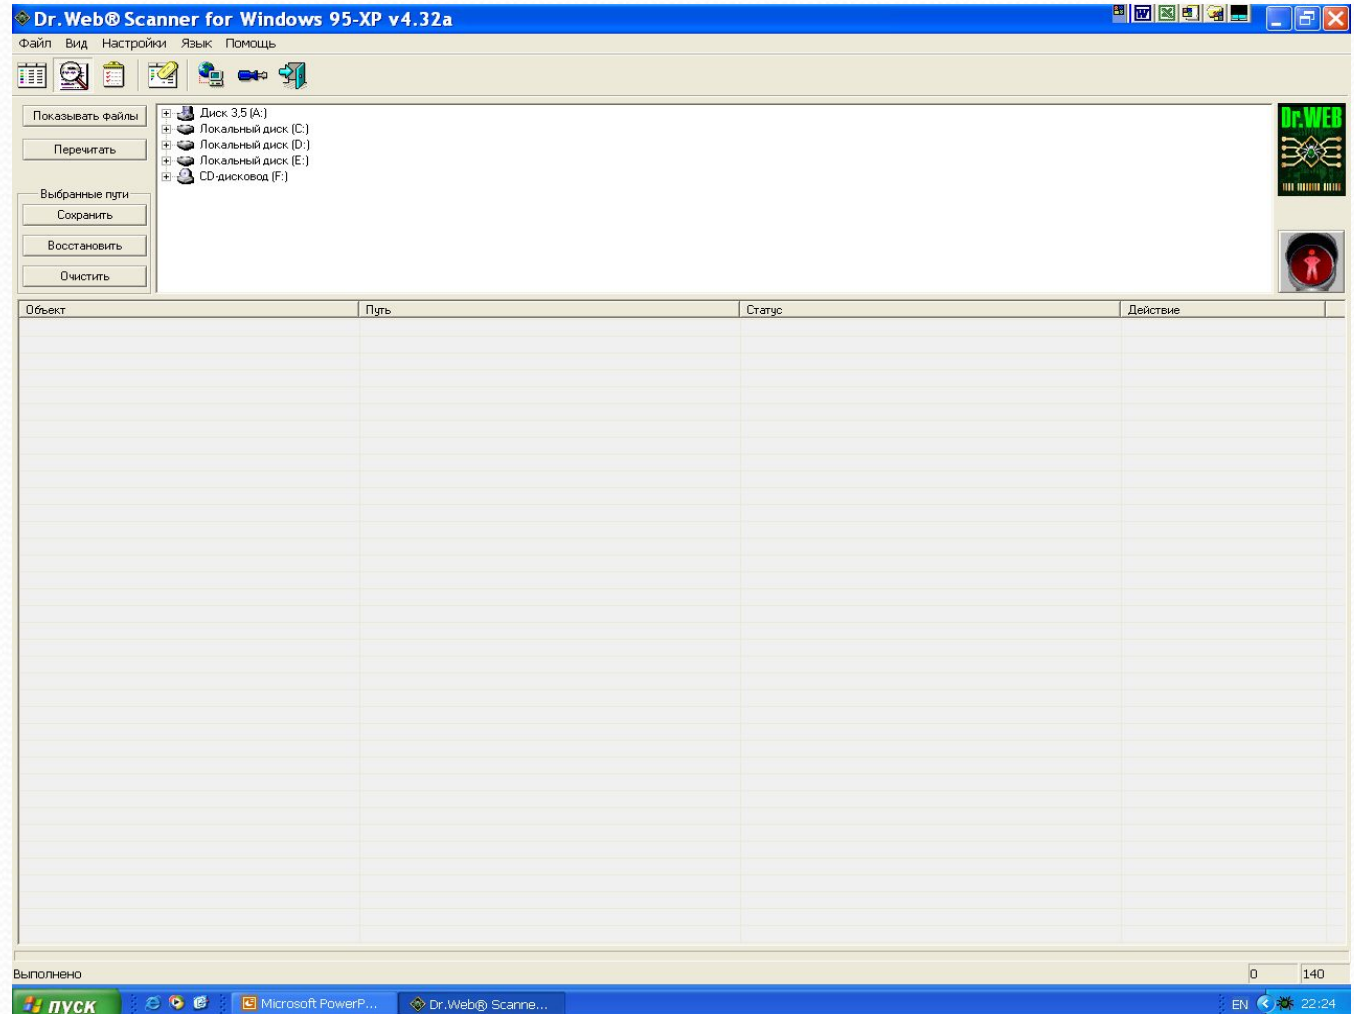 Dr.Web® Scanner for Windows 95-XP v4.32a
Файл Вид Настройки Язык Помощь
Показывать файлы
Перечитать
Выбранные пути
Сохранить
Восстановить
Очистить
Диск 3,5 (A:)
Локальный диск (C:)
Локальный диск (D:)
Локальный диск (E:)
CD-дисковод (F:)
Dr.WEB
Объект Путь Статус Действие
Выполнено 0 140
пуск Microsoft PowerP... Dr.Web® Scanne... EN 22:24